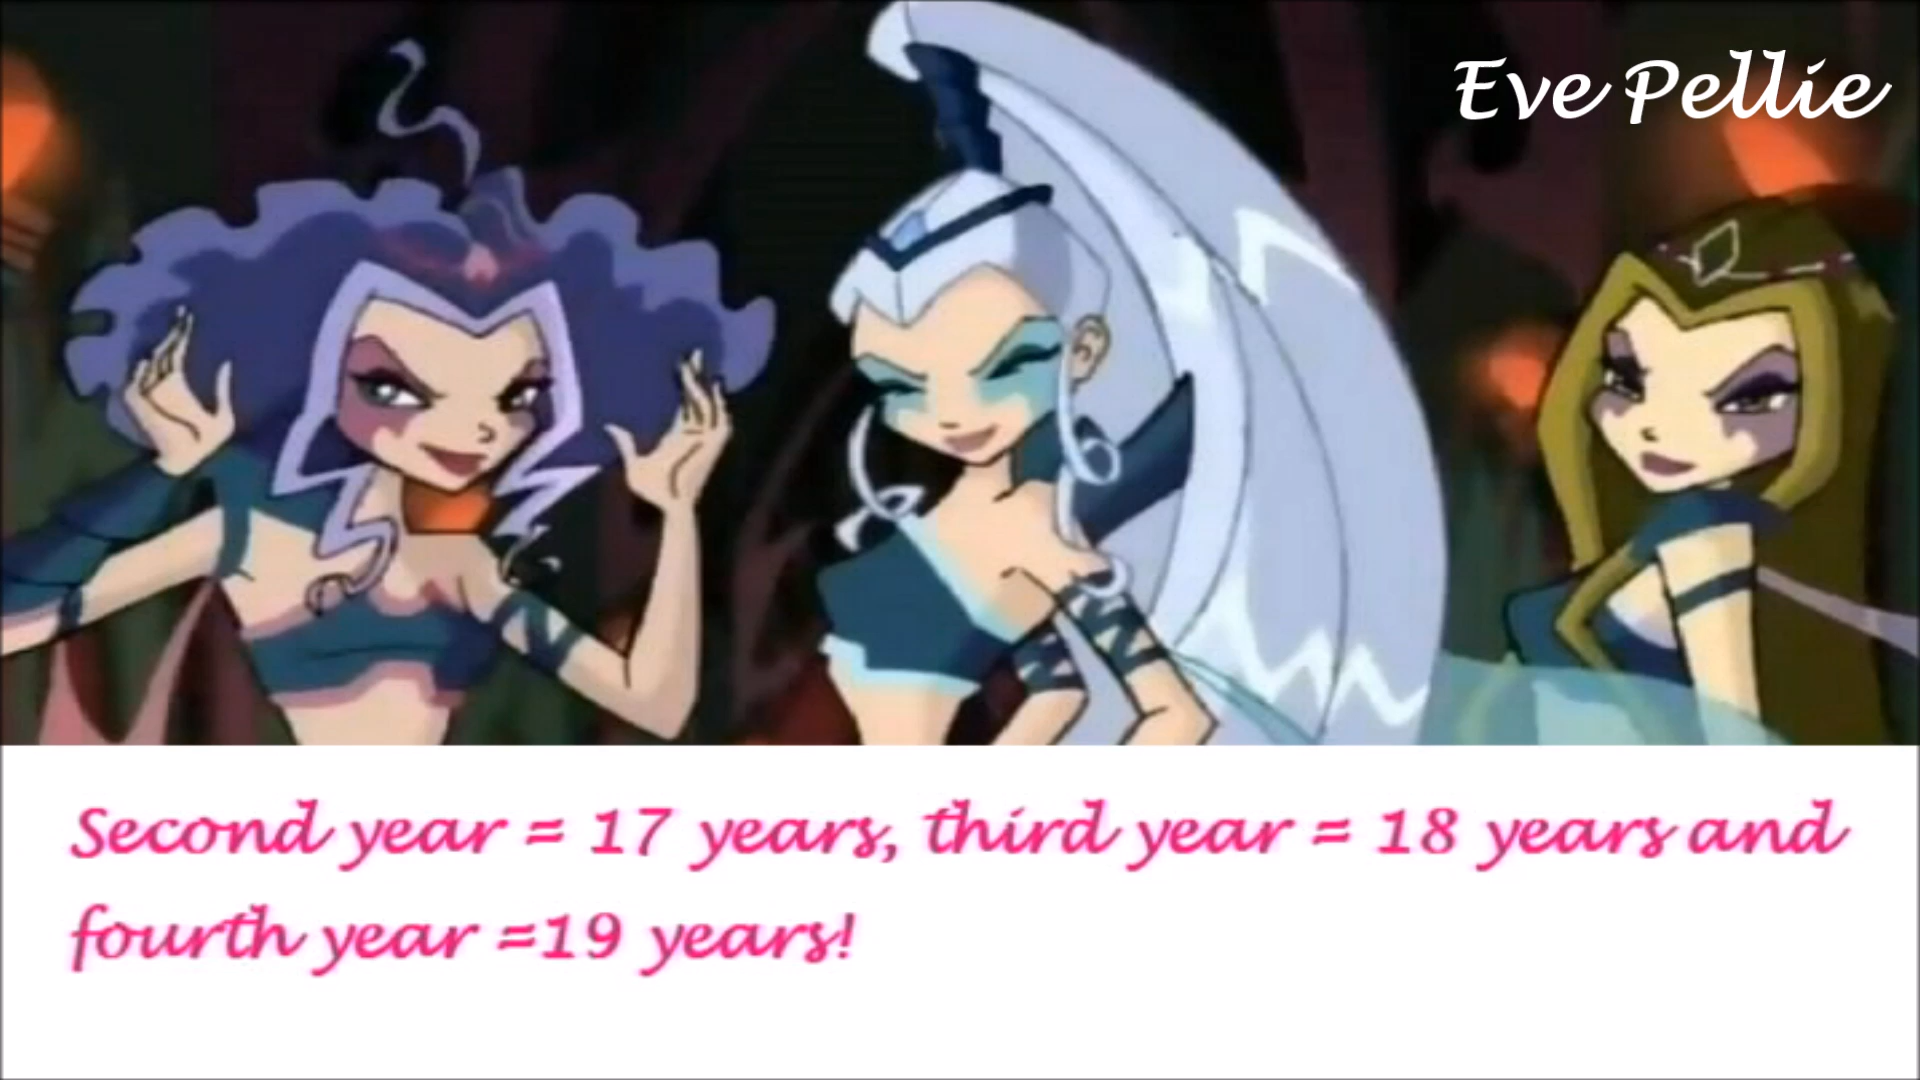 Eve Pellie
Second year = 17 years, third year = 18 years and
fourth year =19 years!